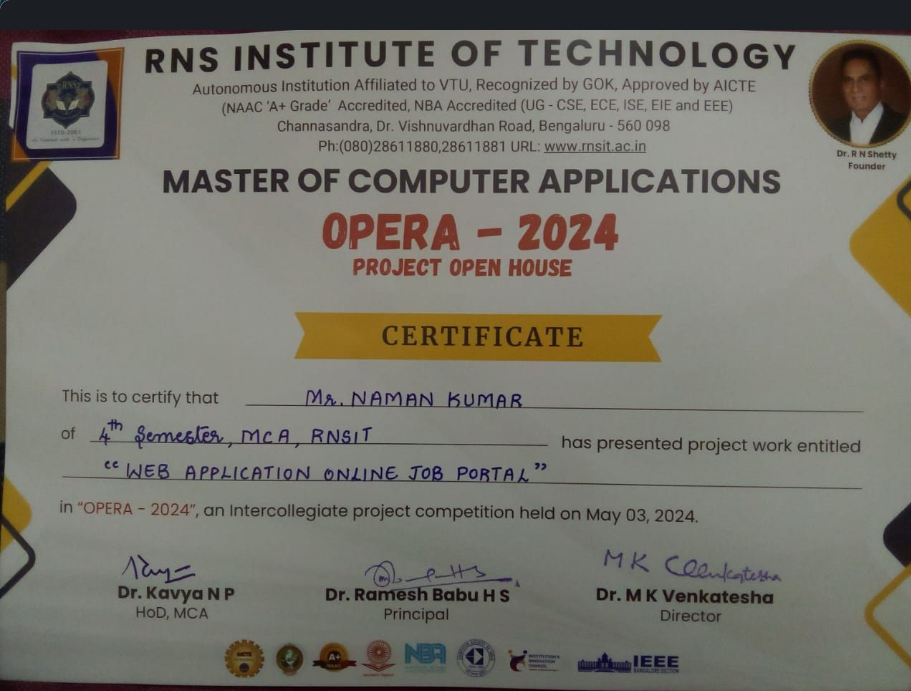 RNS INSTITUTE OF TECHNOLOGY
Autonomous Institution Affiliated to VTU, Recognized by GOK, Approved by AICTE
(NAAC 'A+ Grade' Accredited, NBA Accredited (UG - CSE, ECE, ISE, EIE and EEE)
Channasandra, Dr. Vishnuvardhan Road, Bengaluru - 560 098
Ph:(080)28611880,28611881 URL: www.rnsit.ac.in
Dr. R N Shetty
Founder
MASTER OF COMPUTER APPLICATIONS
OPERA - 2024
PROJECT OPEN HOUSE
CERTIFICATE
This is to certify that Mr. NAMAN KUMAR
of 4th Semester, MCA, RNSIT has presented project work entitled
"WEB APPLICATION ONLINE JOB PORTAL"
in "OPERA - 2024", an Intercollegiate project competition held on May 03, 2024.
M K Venkatesha
Dr. Kavya N P
HoD, MCA
Dr. Ramesh Babu H S
Principal
Dr. M K Venkatesha
Director
A+
NBA
INSTITUTION'S
INNOVATION
COUNCIL
IEEE